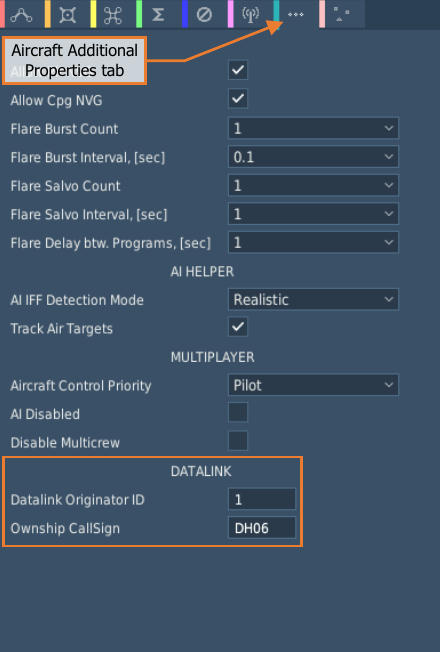 Aircraft Additional
Properties tab
Allow Cpg NVG
Flare Burst Count 1
Flare Burst Interval, [sec] 0.1
Flare Salvo Count 1
Flare Salvo Interval, [sec] 1
Flare Delay btw. Programs, [sec] 1
AI HELPER
AI IFF Detection Mode Realistic
Track Air Targets
MULTIPLAYER
Aircraft Control Priority Pilot
AI Disabled
Disable Multicrew
DATALINK
Datalink Originator ID 1
Ownship CallSign DH06